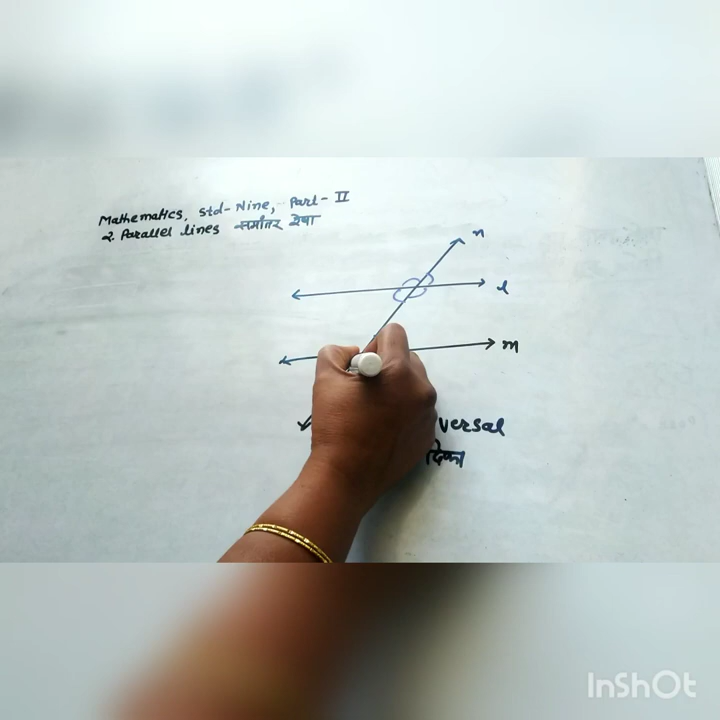 Mathematics, Std-Nine, Part-II
2. Parallel lines समांतर रेषा
n
l
m
versal
InShOt